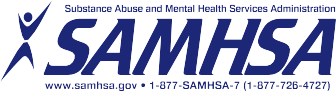 Substance Abuse and Mental Health Services Administration
SAMHSA
www.samhsa.gov • 1-877-SAMHSA-7 (1-877-726-4727)